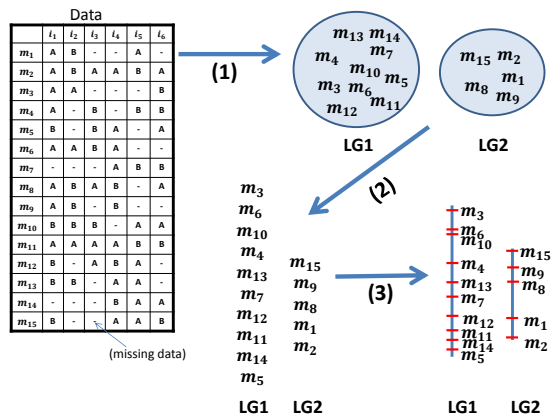 Data
i1 i2 i3 i4 i5 i6
m1 A B - - A -
m2 A B A A B A
m3 A A - - - B
m4 A - B - B B
m5 B - B A - A
m6 A A B A - -
m7 - - - A B B
m8 A B A B - A
m9 A B - B - -
m10 B B B - A A
m11 A A A A B B
m12 B - A B A -
m13 B B - A A -
m14 - - - B A A
m15 B - - A A B
(missing data)
(1)
m13 m14
m4 m7
m10 m5
m3 m6
m12 m11
LG1
m15 m2
m1
m8 m9
LG2
(2)
m3
m6
m10
m4
m13
m7
m12
m11
m14
m5
LG1
m15
m9
m8
m1
m2
LG2
(3)
m3
m6
m10
m4
m13
m7
m12
m11
m14
m5
LG1
m15
m9
m8
m1
m2
LG2